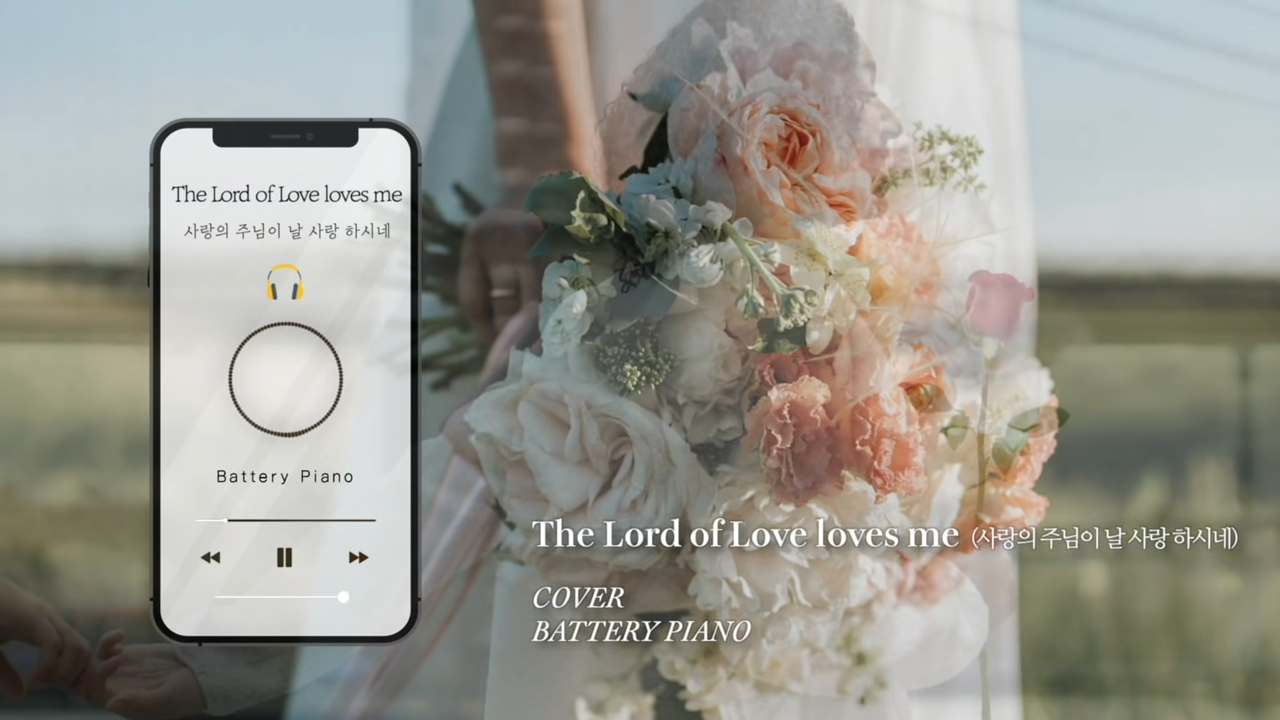 The Lord of Love loves me
사랑의 주님이 날 사랑 하시네
Battery Piano
The Lord of Love loves me (사랑의 주님이 날 사랑 하시네)
COVER
BATTERY PIANO